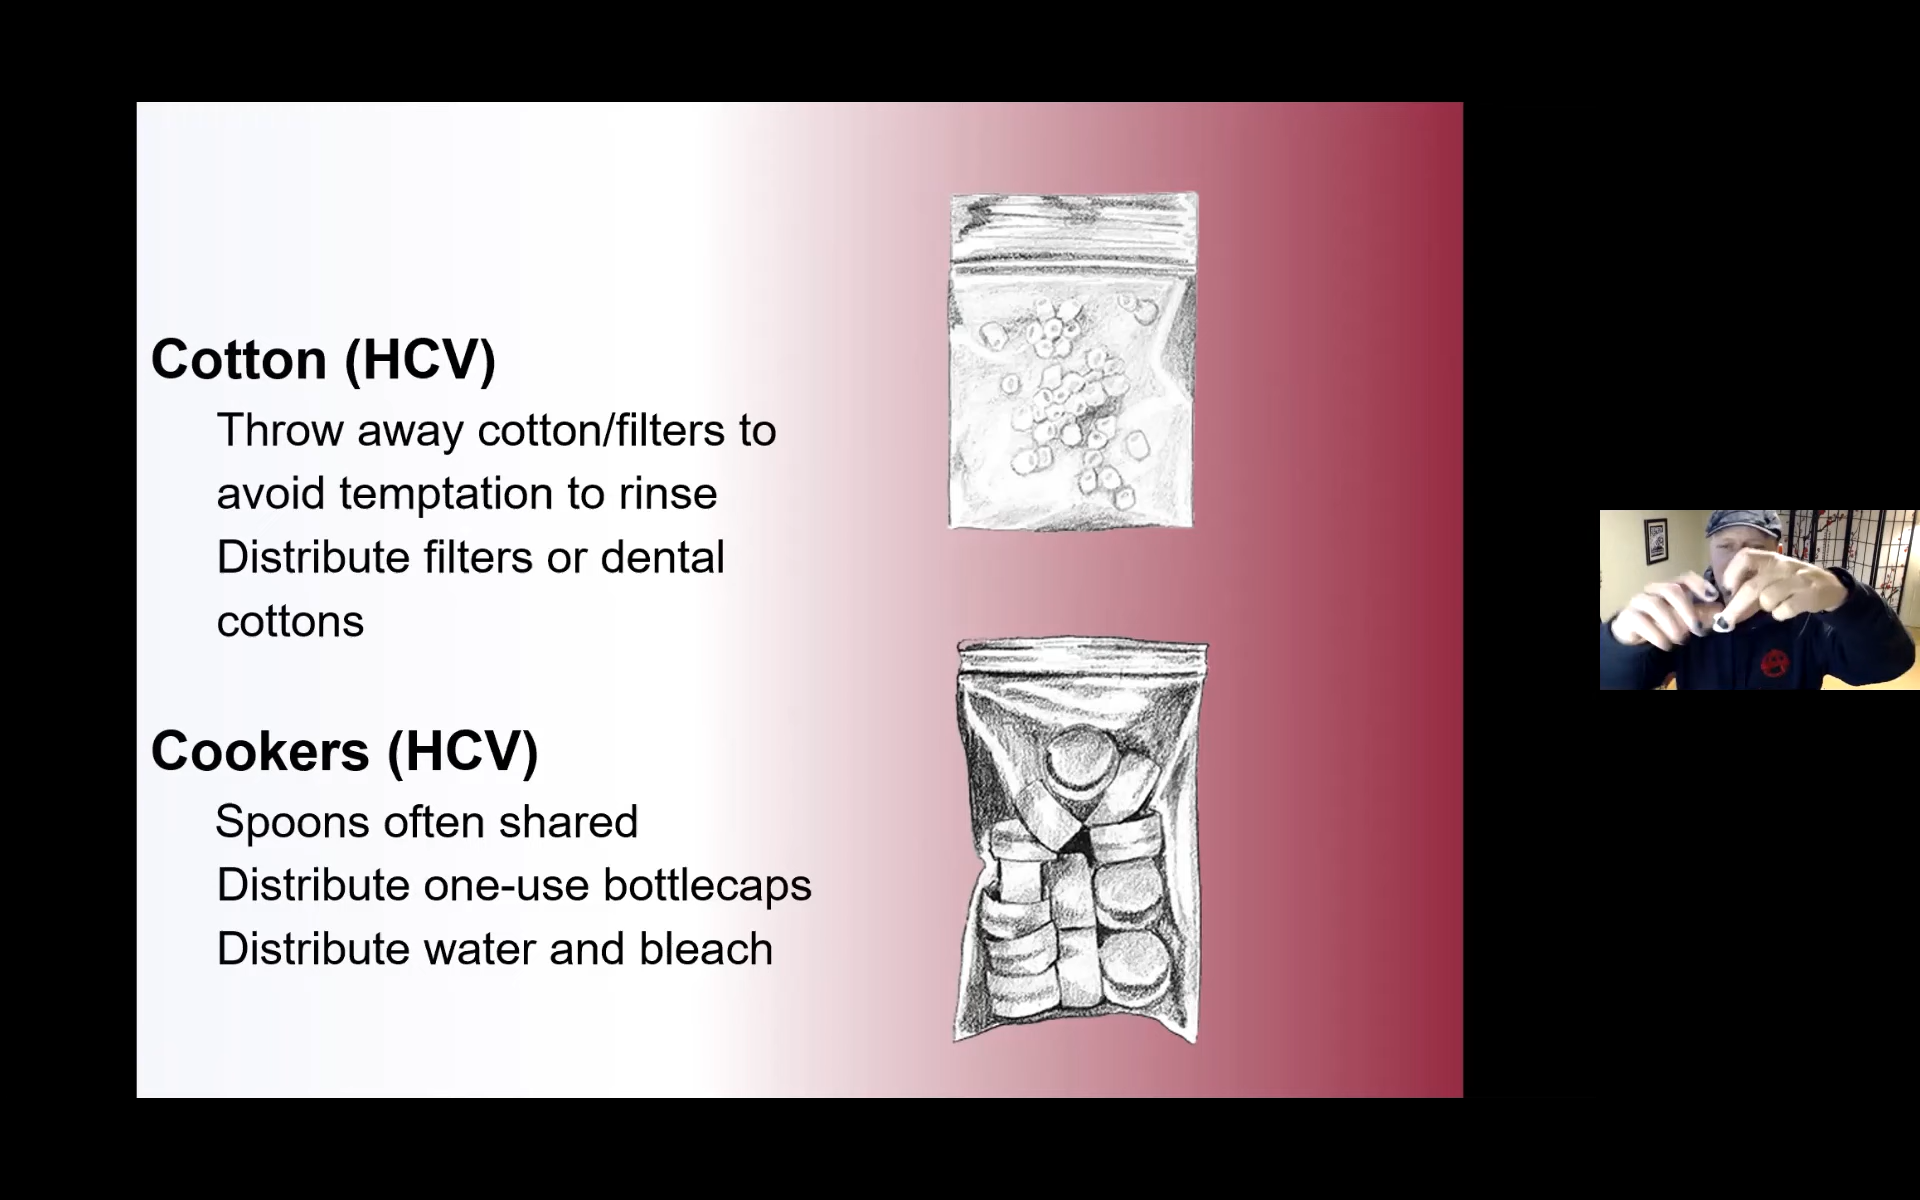 Cotton (HCV)
Throw away cotton/filters to
avoid temptation to rinse
Distribute filters or dental
cottons
Cookers (HCV)
Spoons often shared
Distribute one-use bottlecaps
Distribute water and bleach